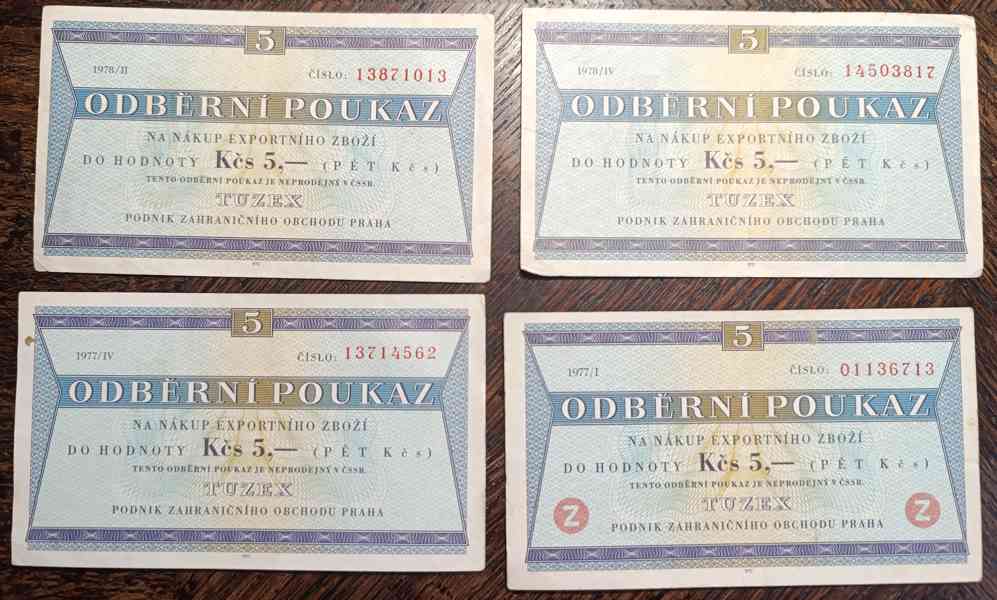 5
1978/II ČÍSLO: 13871013
ODBĚRNÍ POUKAZ
NA NÁKUP EXPORTNÍHO ZBOŽÍ
DO HODNOTY Kčs 5,— (PĚT Kčs)
TENTO ODBĚRNÍ POUKAZ JE NEPRODEJNÝ V ČSSR.
TUZEX
PODNIK ZAHRANIČNÍHO OBCHODU PRAHA
5
1978/IV ČÍSLO: 14503817
ODBĚRNÍ POUKAZ
NA NÁKUP EXPORTNÍHO ZBOŽÍ
DO HODNOTY Kčs 5,— (PĚT Kčs)
TENTO ODBĚRNÍ POUKAZ JE NEPRODEJNÝ V ČSSR.
TUZEX
PODNIK ZAHRANIČNÍHO OBCHODU PRAHA
5
1977/IV ČÍSLO: 13714562
ODBĚRNÍ POUKAZ
NA NÁKUP EXPORTNÍHO ZBOŽÍ
DO HODNOTY Kčs 5,— (PĚT Kčs)
TENTO ODBĚRNÍ POUKAZ JE NEPRODEJNÝ V ČSSR.
TUZEX
PODNIK ZAHRANIČNÍHO OBCHODU PRAHA
5
1977/I ČÍSLO: 01136713
ODBĚRNÍ POUKAZ
NA NÁKUP EXPORTNÍHO ZBOŽÍ
DO HODNOTY Kčs 5,— (PĚT Kčs)
TENTO ODBĚRNÍ POUKAZ JE NEPRODEJNÝ V ČSSR.
TUZEX
Z PODNIK ZAHRANIČNÍHO OBCHODU PRAHA Z